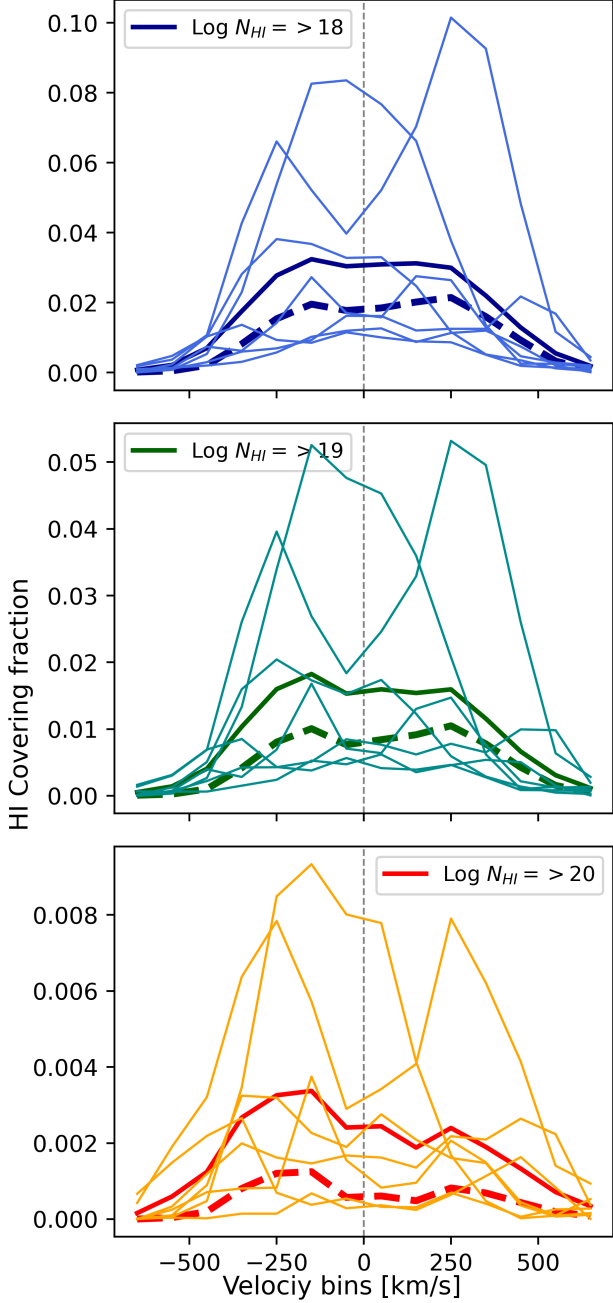 Log N_HI = > 18
0.10
0.08
0.06
0.04
0.02
0.00
Log N_HI = > 19
0.05
0.04
0.03
0.02
0.01
0.00
HI Covering fraction
Log N_HI = > 20
0.008
0.006
0.004
0.002
0.000
−500 −250 0 250 500
Velociy bins [km/s]